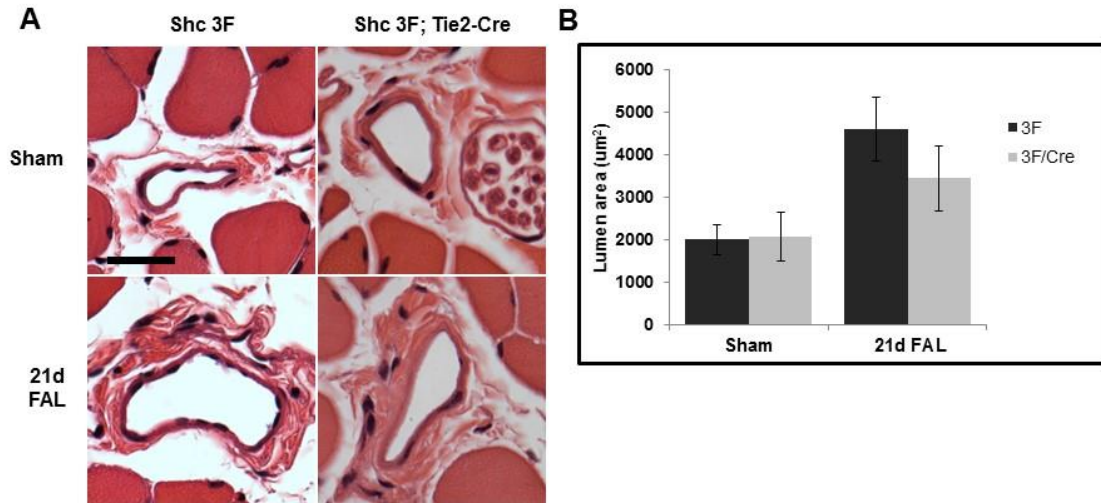 A
Shc 3F
Shc 3F; Tie2-Cre
Sham
21d
FAL
B
Lumen area (um²)
6000
5000
4000
3000
2000
1000
0
Sham
21d FAL
3F
3F/Cre